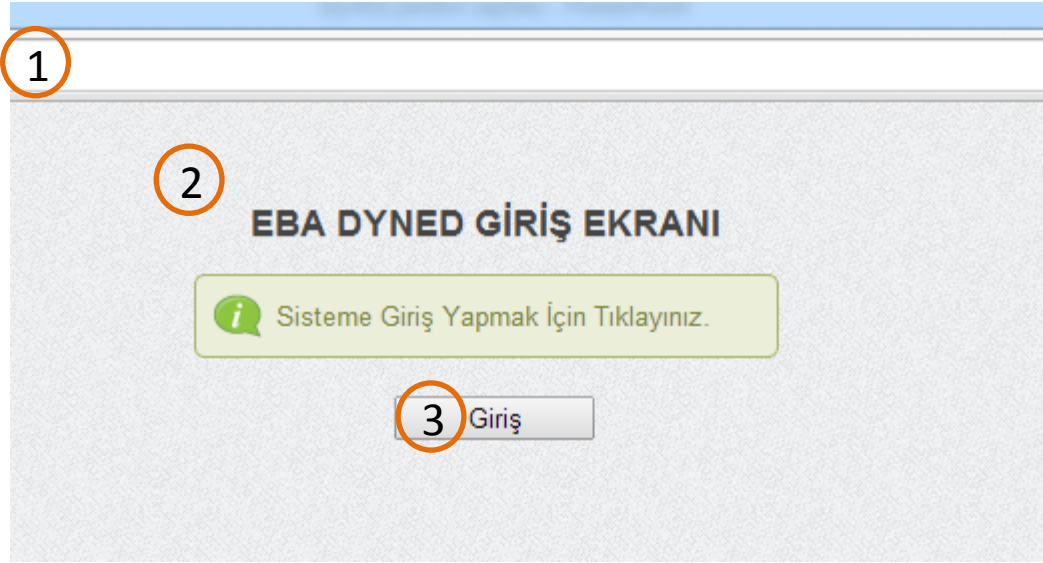 1
2
EBA DYNED GİRİŞ EKRANI
Sisteme Giriş Yapmak İçin Tıklayınız.
3 Giriş